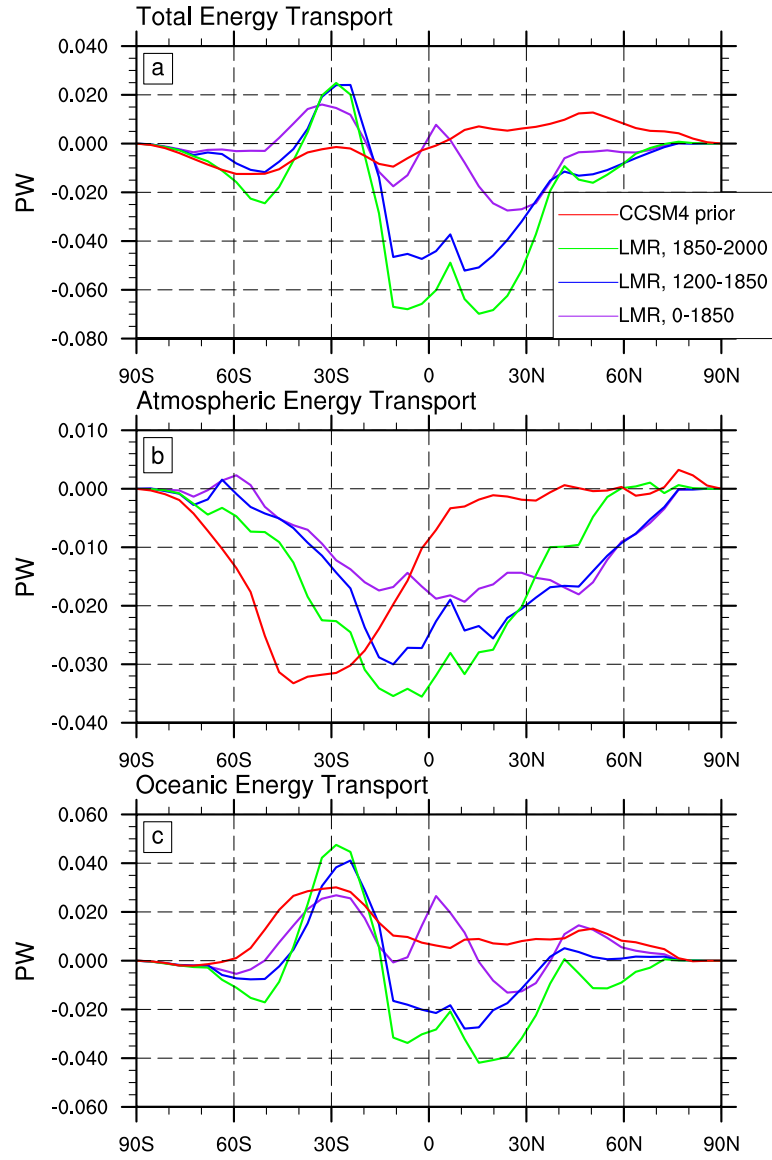 Total Energy Transport
a
0.040
0.020
0.000
-0.020
-0.040
-0.060
-0.080
PW
CCSM4 prior
LMR, 1850-2000
LMR, 1200-1850
LMR, 0-1850
90S 60S 30S 0 30N 60N 90N
Atmospheric Energy Transport
b
0.010
0.000
-0.010
-0.020
-0.030
-0.040
PW
90S 60S 30S 0 30N 60N 90N
Oceanic Energy Transport
c
0.060
0.040
0.020
0.000
-0.020
-0.040
-0.060
PW
90S 60S 30S 0 30N 60N 90N